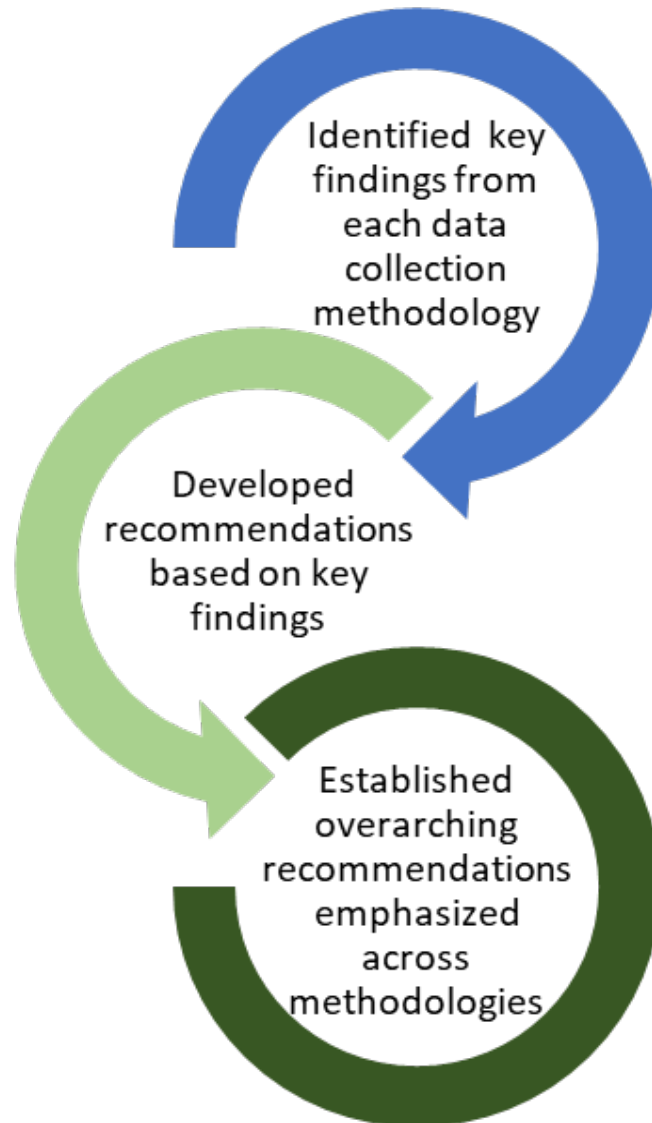 Identified key
findings from
each data
collection
methodology
Developed
recommendations
based on key
findings
Established
overarching
recommendations
emphasized
across
methodologies